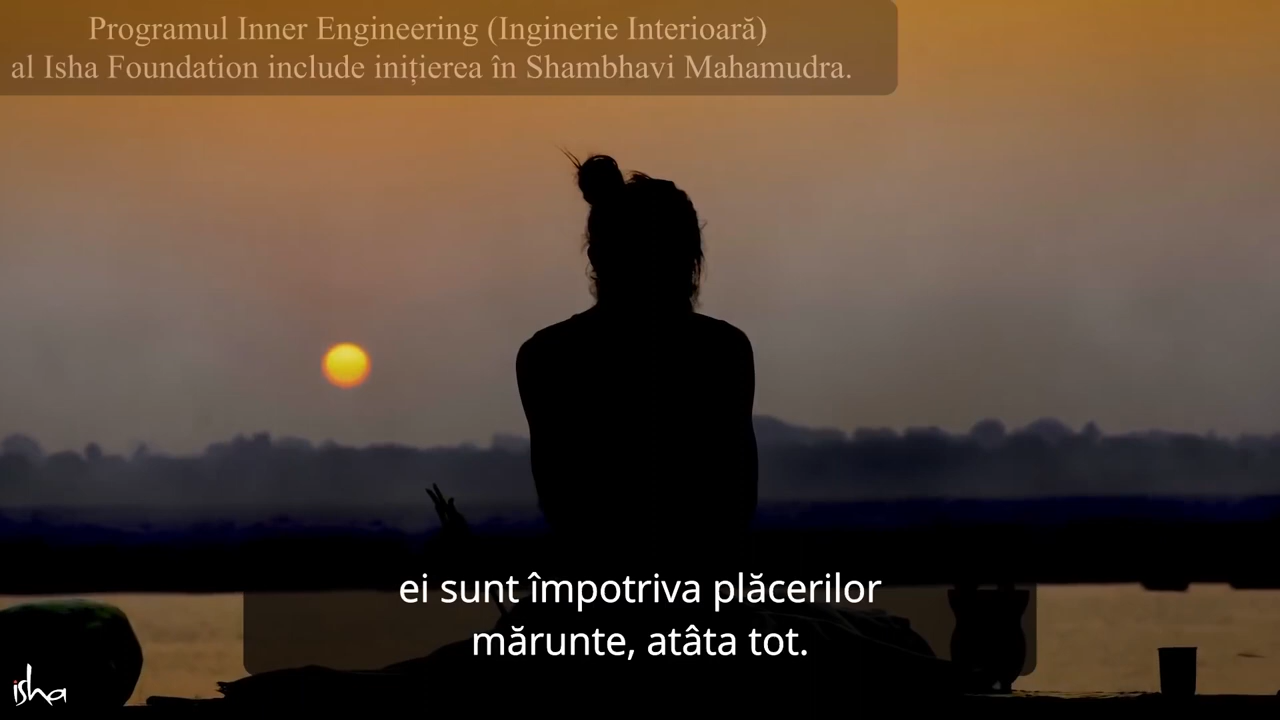 Programul Inner Engineering (Inginerie Interioară)
al Isha Foundation include inițierea în Shambhavi Mahamudra.
ei sunt împotriva plăcerilor
mărunte, atâta tot.
isha